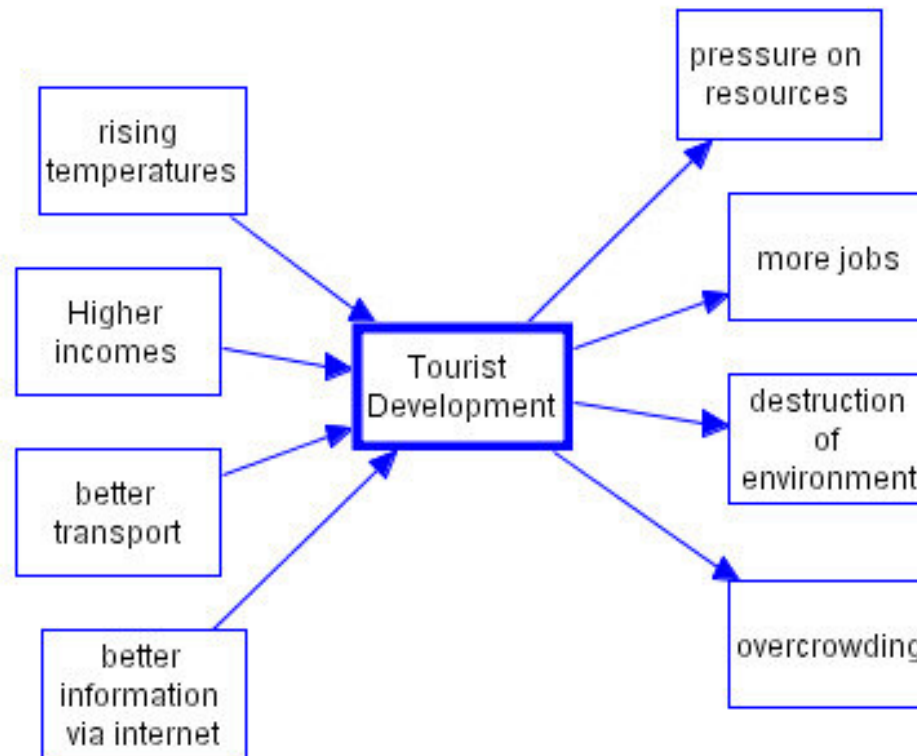 rising
temperatures
Higher
incomes
better
transport
better
information
via internet
Tourist
Development
pressure on
resources
more jobs
destruction
of
environment
overcrowding